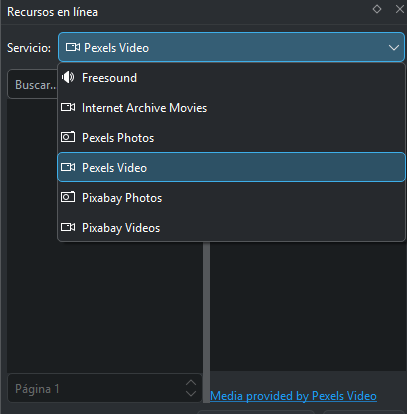 Recursos en línea
Servicio: Pexels Video
Buscar...
Freesound
Internet Archive Movies
Pexels Photos
Pexels Video
Pixabay Photos
Pixabay Videos
Página 1
Media provided by Pexels Video